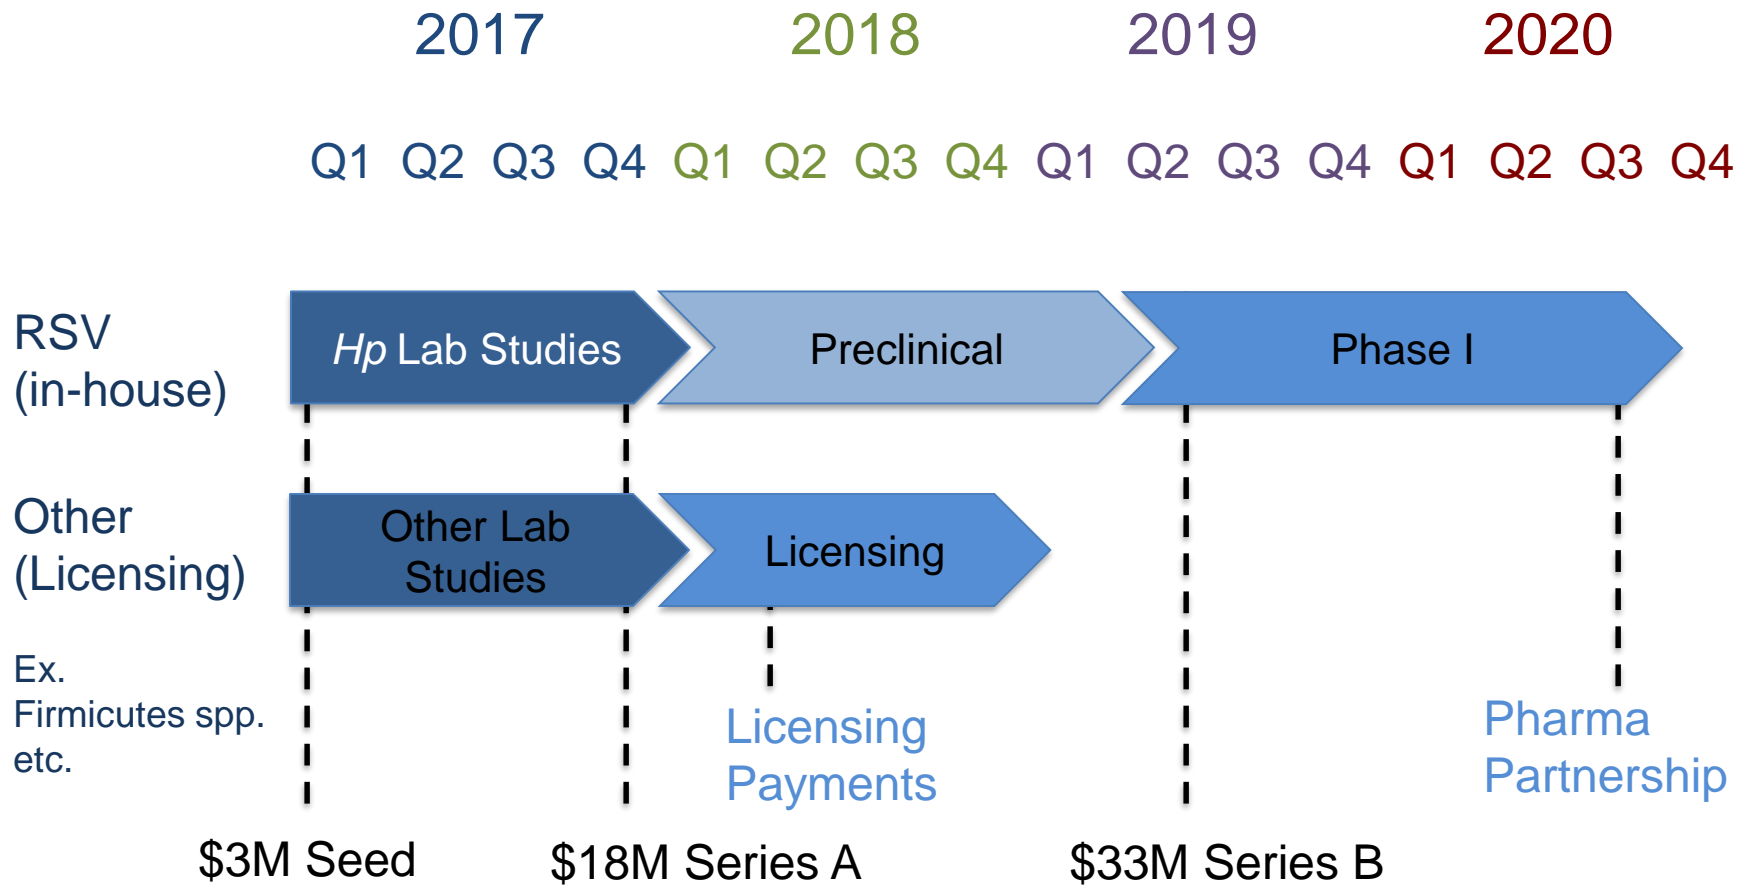 2017 2018 2019 2020
Q1 Q2 Q3 Q4 Q1 Q2 Q3 Q4 Q1 Q2 Q3 Q4 Q1 Q2 Q3 Q4
RSV
(in-house)
Hp Lab Studies
Preclinical
Phase I
Other
(Licensing)
Other Lab
Studies
Licensing
Ex.
Firmicutes spp.
etc.
Licensing
Payments
Pharma
Partnership
$3M Seed
$18M Series A
$33M Series B